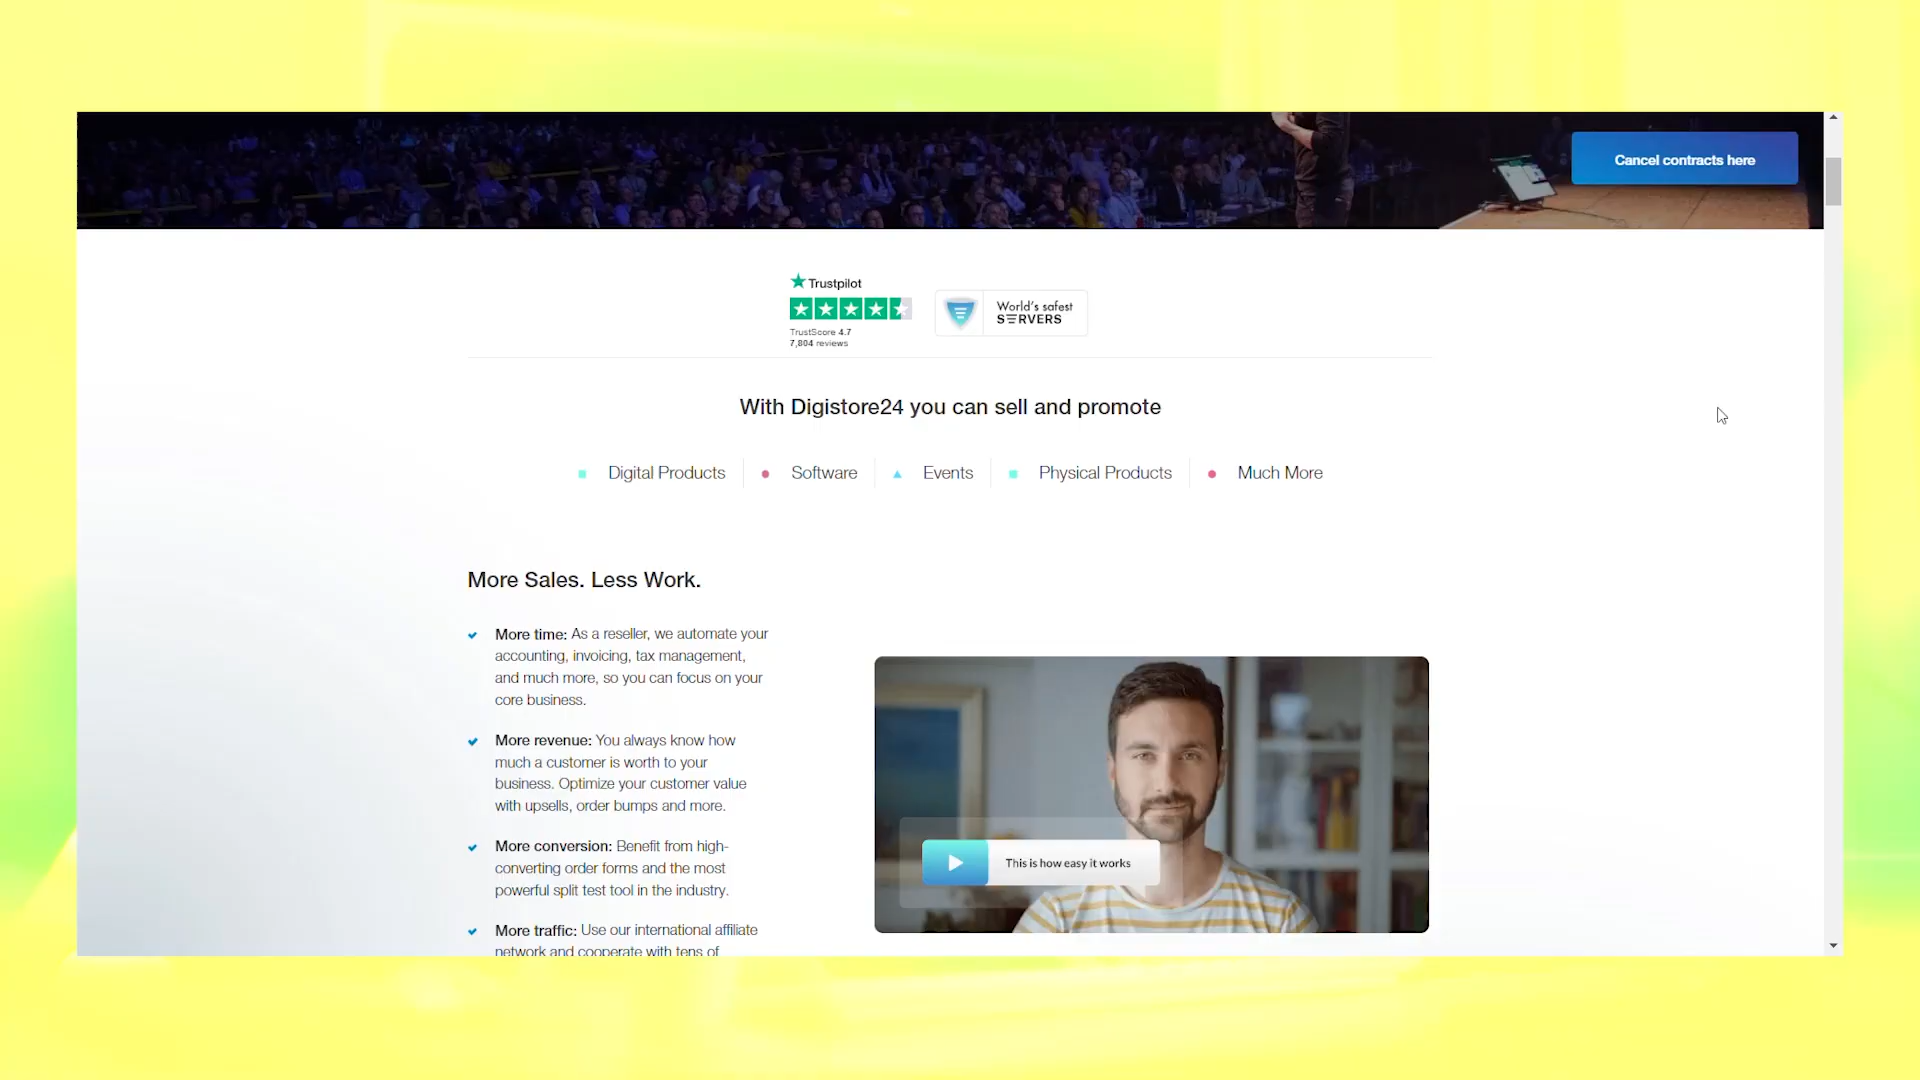 Cancel contracts here
Trustpilot
TrustScore 4.7
7,804 reviews
World's safest
SERVERS
With Digistore24 you can sell and promote
Digital Products
Software
Events
Physical Products
Much More
More Sales. Less Work.
More time: As a reseller, we automate your
accounting, invoicing, tax management,
and much more, so you can focus on your
core business.
More revenue: You always know how
much a customer is worth to your
business. Optimize your customer value
with upsells, order bumps and more.
More conversion: Benefit from high-
converting order forms and the most
powerful split test tool in the industry.
More traffic: Use our international affiliate
network and cooperate with tens of
This is how easy it works